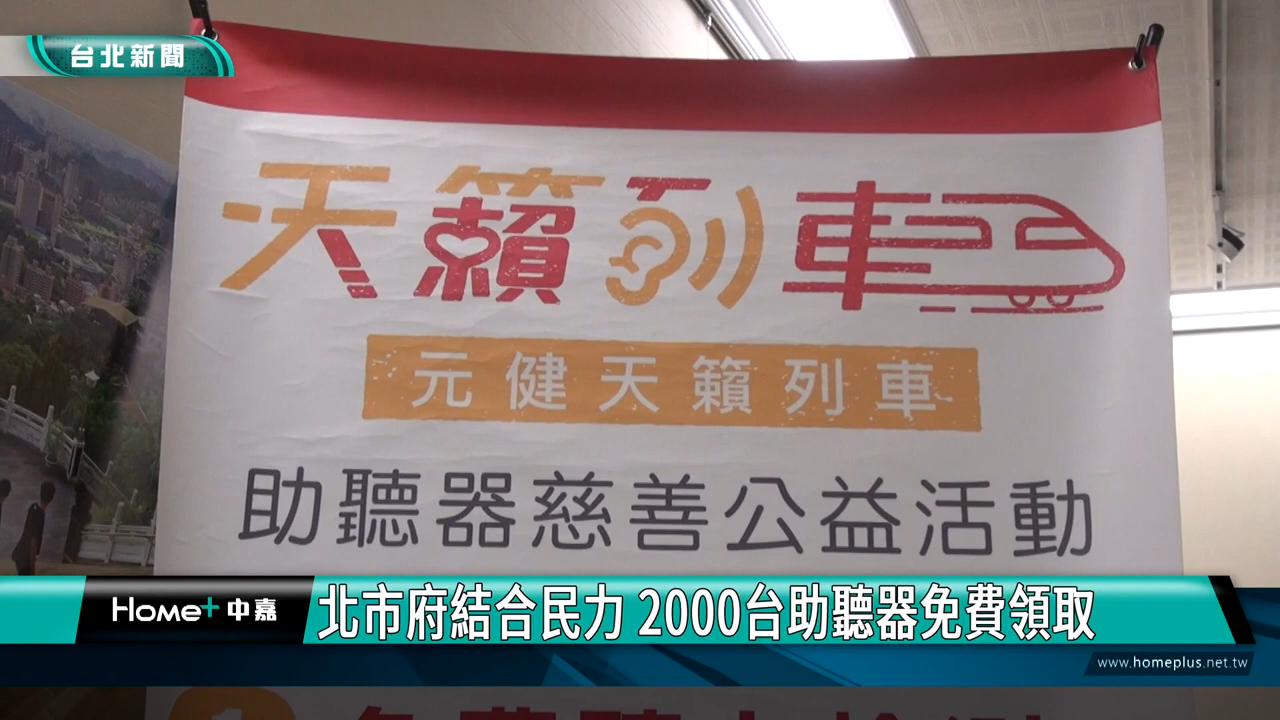 台北新聞
天籟列車
元健天籟列車
助聽器慈善公益活動
Home+中嘉
北市府結合民力 2000台助聽器免費領取
www.homeplus.net.tw